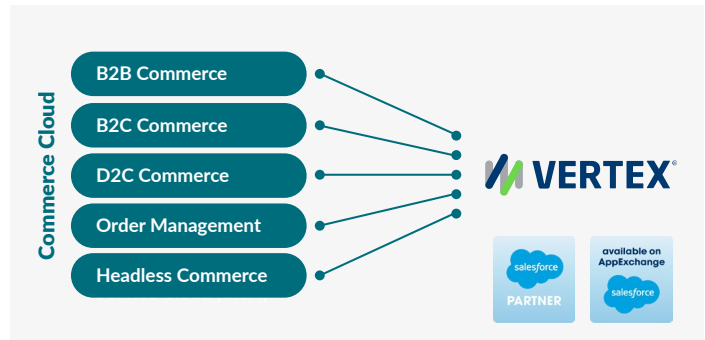 Commerce Cloud
B2B Commerce
B2C Commerce
D2C Commerce
Order Management
Headless Commerce
VERTEX®
salesforce
PARTNER
available on
AppExchange
salesforce